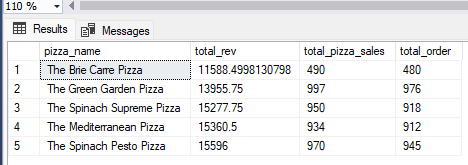 110 %
Results Messages
pizza_name total_rev total_pizza_sales total_order
1 The Brie Carre Pizza 11588.4998130798 490 480
2 The Green Garden Pizza 13955.75 997 976
3 The Spinach Supreme Pizza 15277.75 950 918
4 The Mediterranean Pizza 15360.5 934 912
5 The Spinach Pesto Pizza 15596 970 945